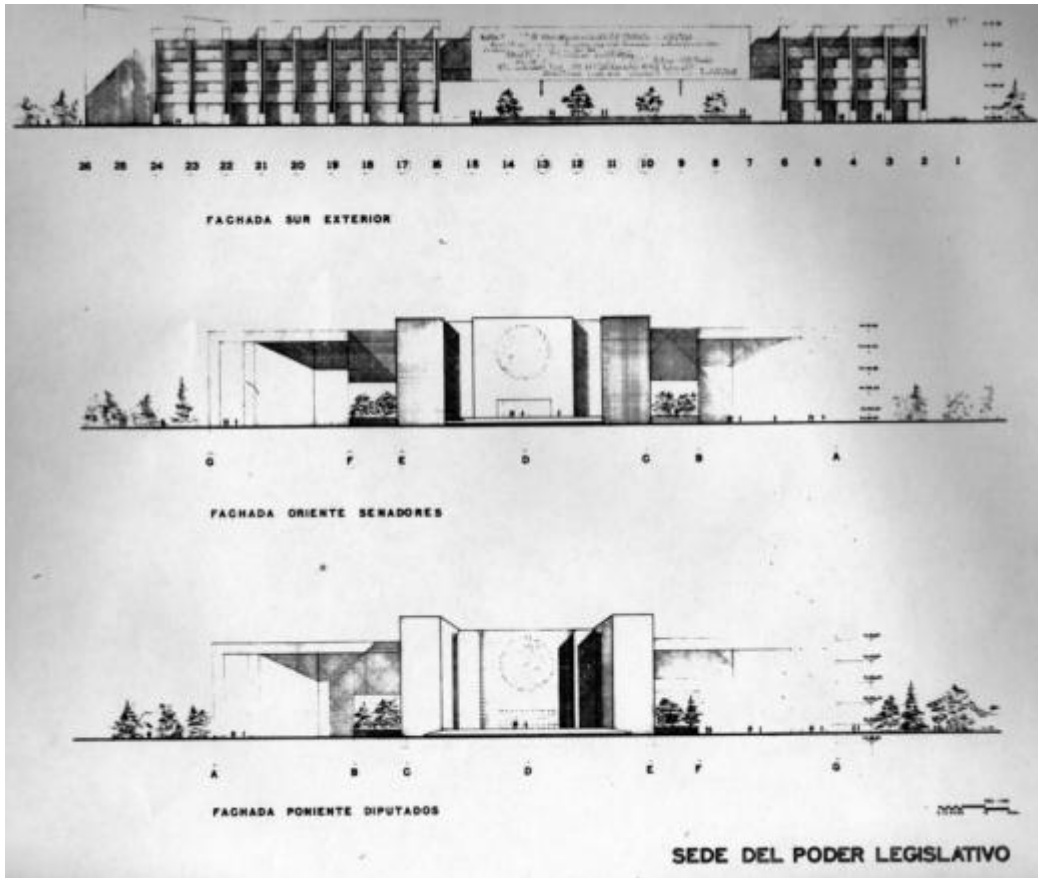 26 25 24 23 22 21 20 19 18 17 16 15 14 13 12 11 10 9 8 7 6 5 4 3 2 1
FACHADA SUR EXTERIOR
G F E D C B A
FACHADA ORIENTE SENADORES
A B C D E F G
FACHADA PONIENTE DIPUTADOS
SEDE DEL PODER LEGISLATIVO